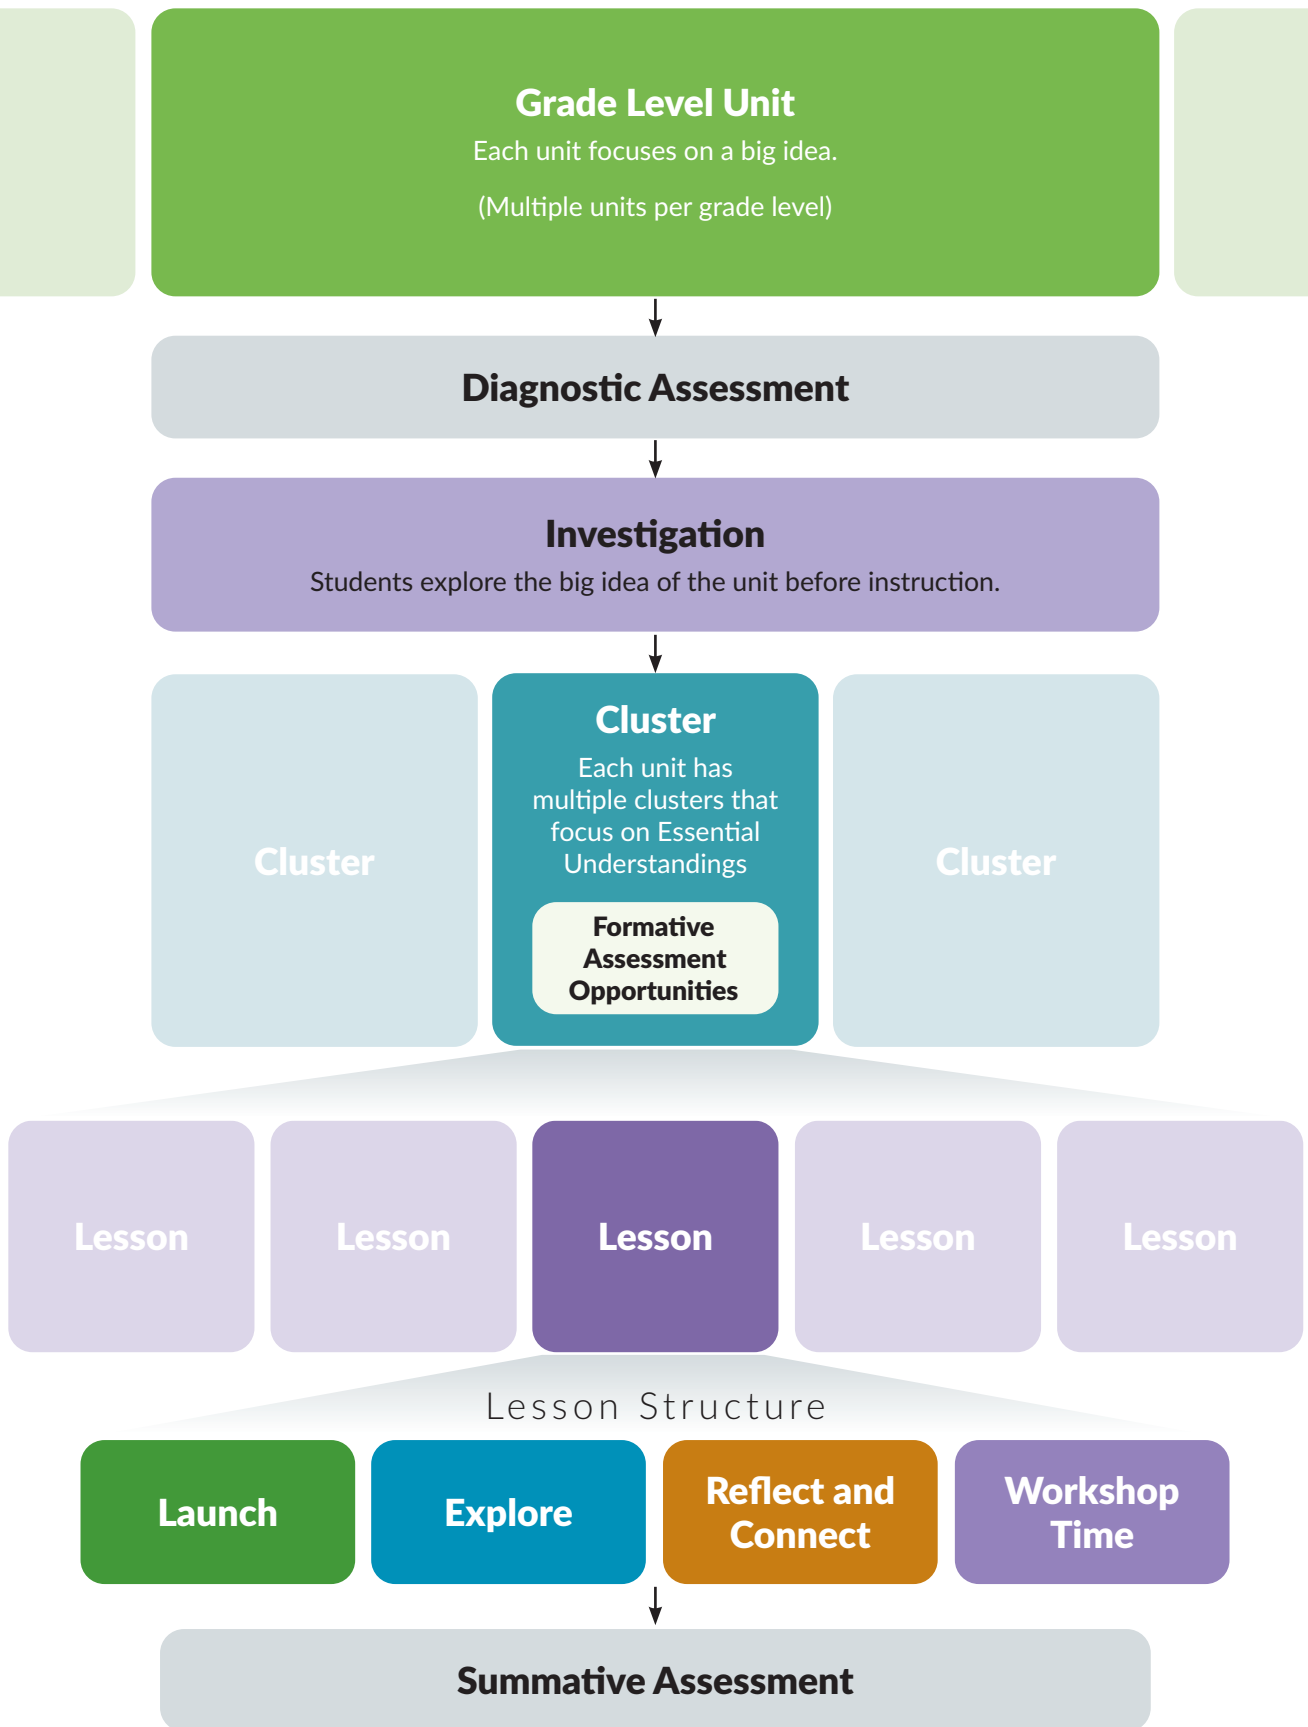 Grade Level Unit
Each unit focuses on a big idea.
(Multiple units per grade level)
Diagnostic Assessment
Investigation
Students explore the big idea of the unit before instruction.
Cluster
Cluster
Each unit has
multiple clusters that
focus on Essential
Understandings
Formative
Assessment
Opportunities
Cluster
Lesson
Lesson
Lesson
Lesson
Lesson
Lesson Structure
Launch
Explore
Reflect and
Connect
Workshop
Time
Summative Assessment